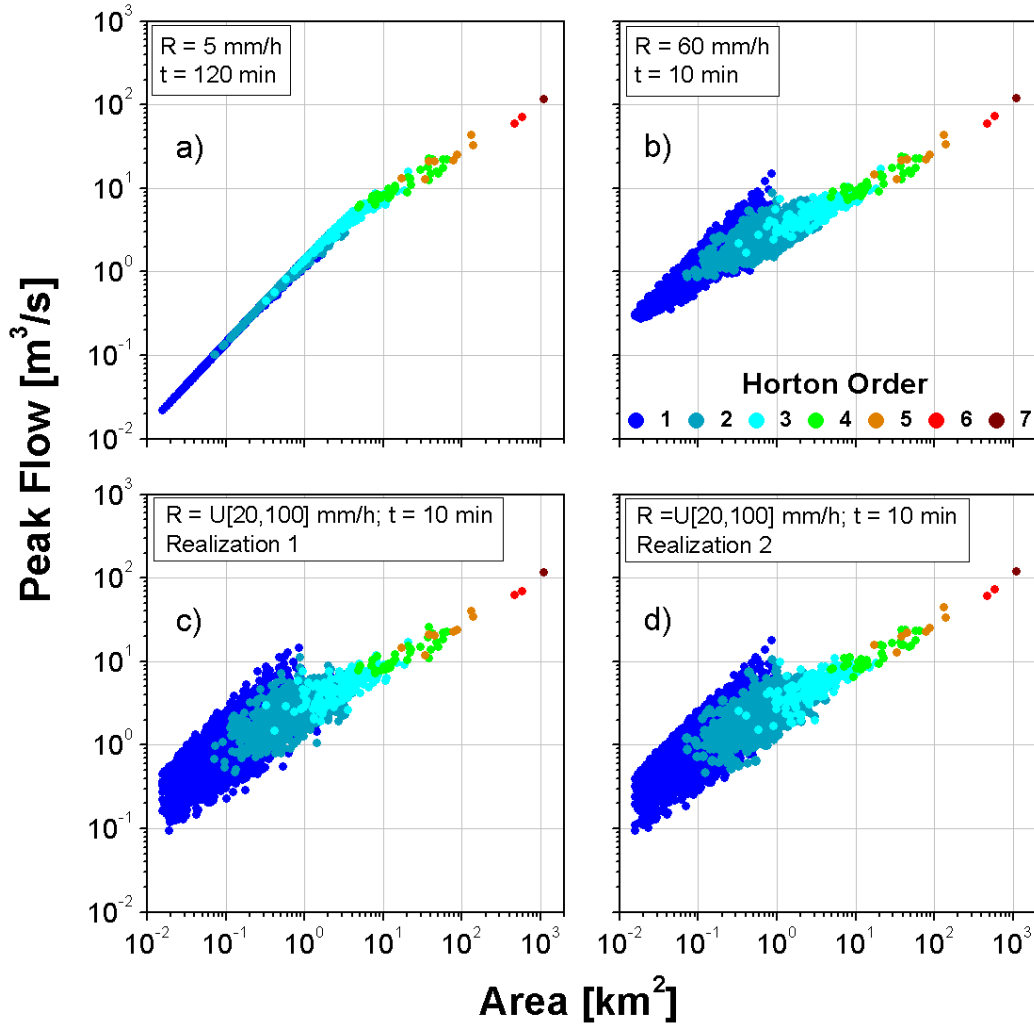 10^3
10^2
10^1
10^0
10^-1
10^-2
R = 5 mm/h
t = 120 min
a)
R = 60 mm/h
t = 10 min
b)
Horton Order
1 2 3 4 5 6 7
Peak Flow [m^3/s]
10^3
10^2
10^1
10^0
10^-1
10^-2
R = U[20,100] mm/h; t = 10 min
Realization 1
c)
R =U[20,100] mm/h; t = 10 min
Realization 2
d)
10^-2 10^-1 10^0 10^1 10^2 10^3
10^-2 10^-1 10^0 10^1 10^2 10^3
Area [km^2]